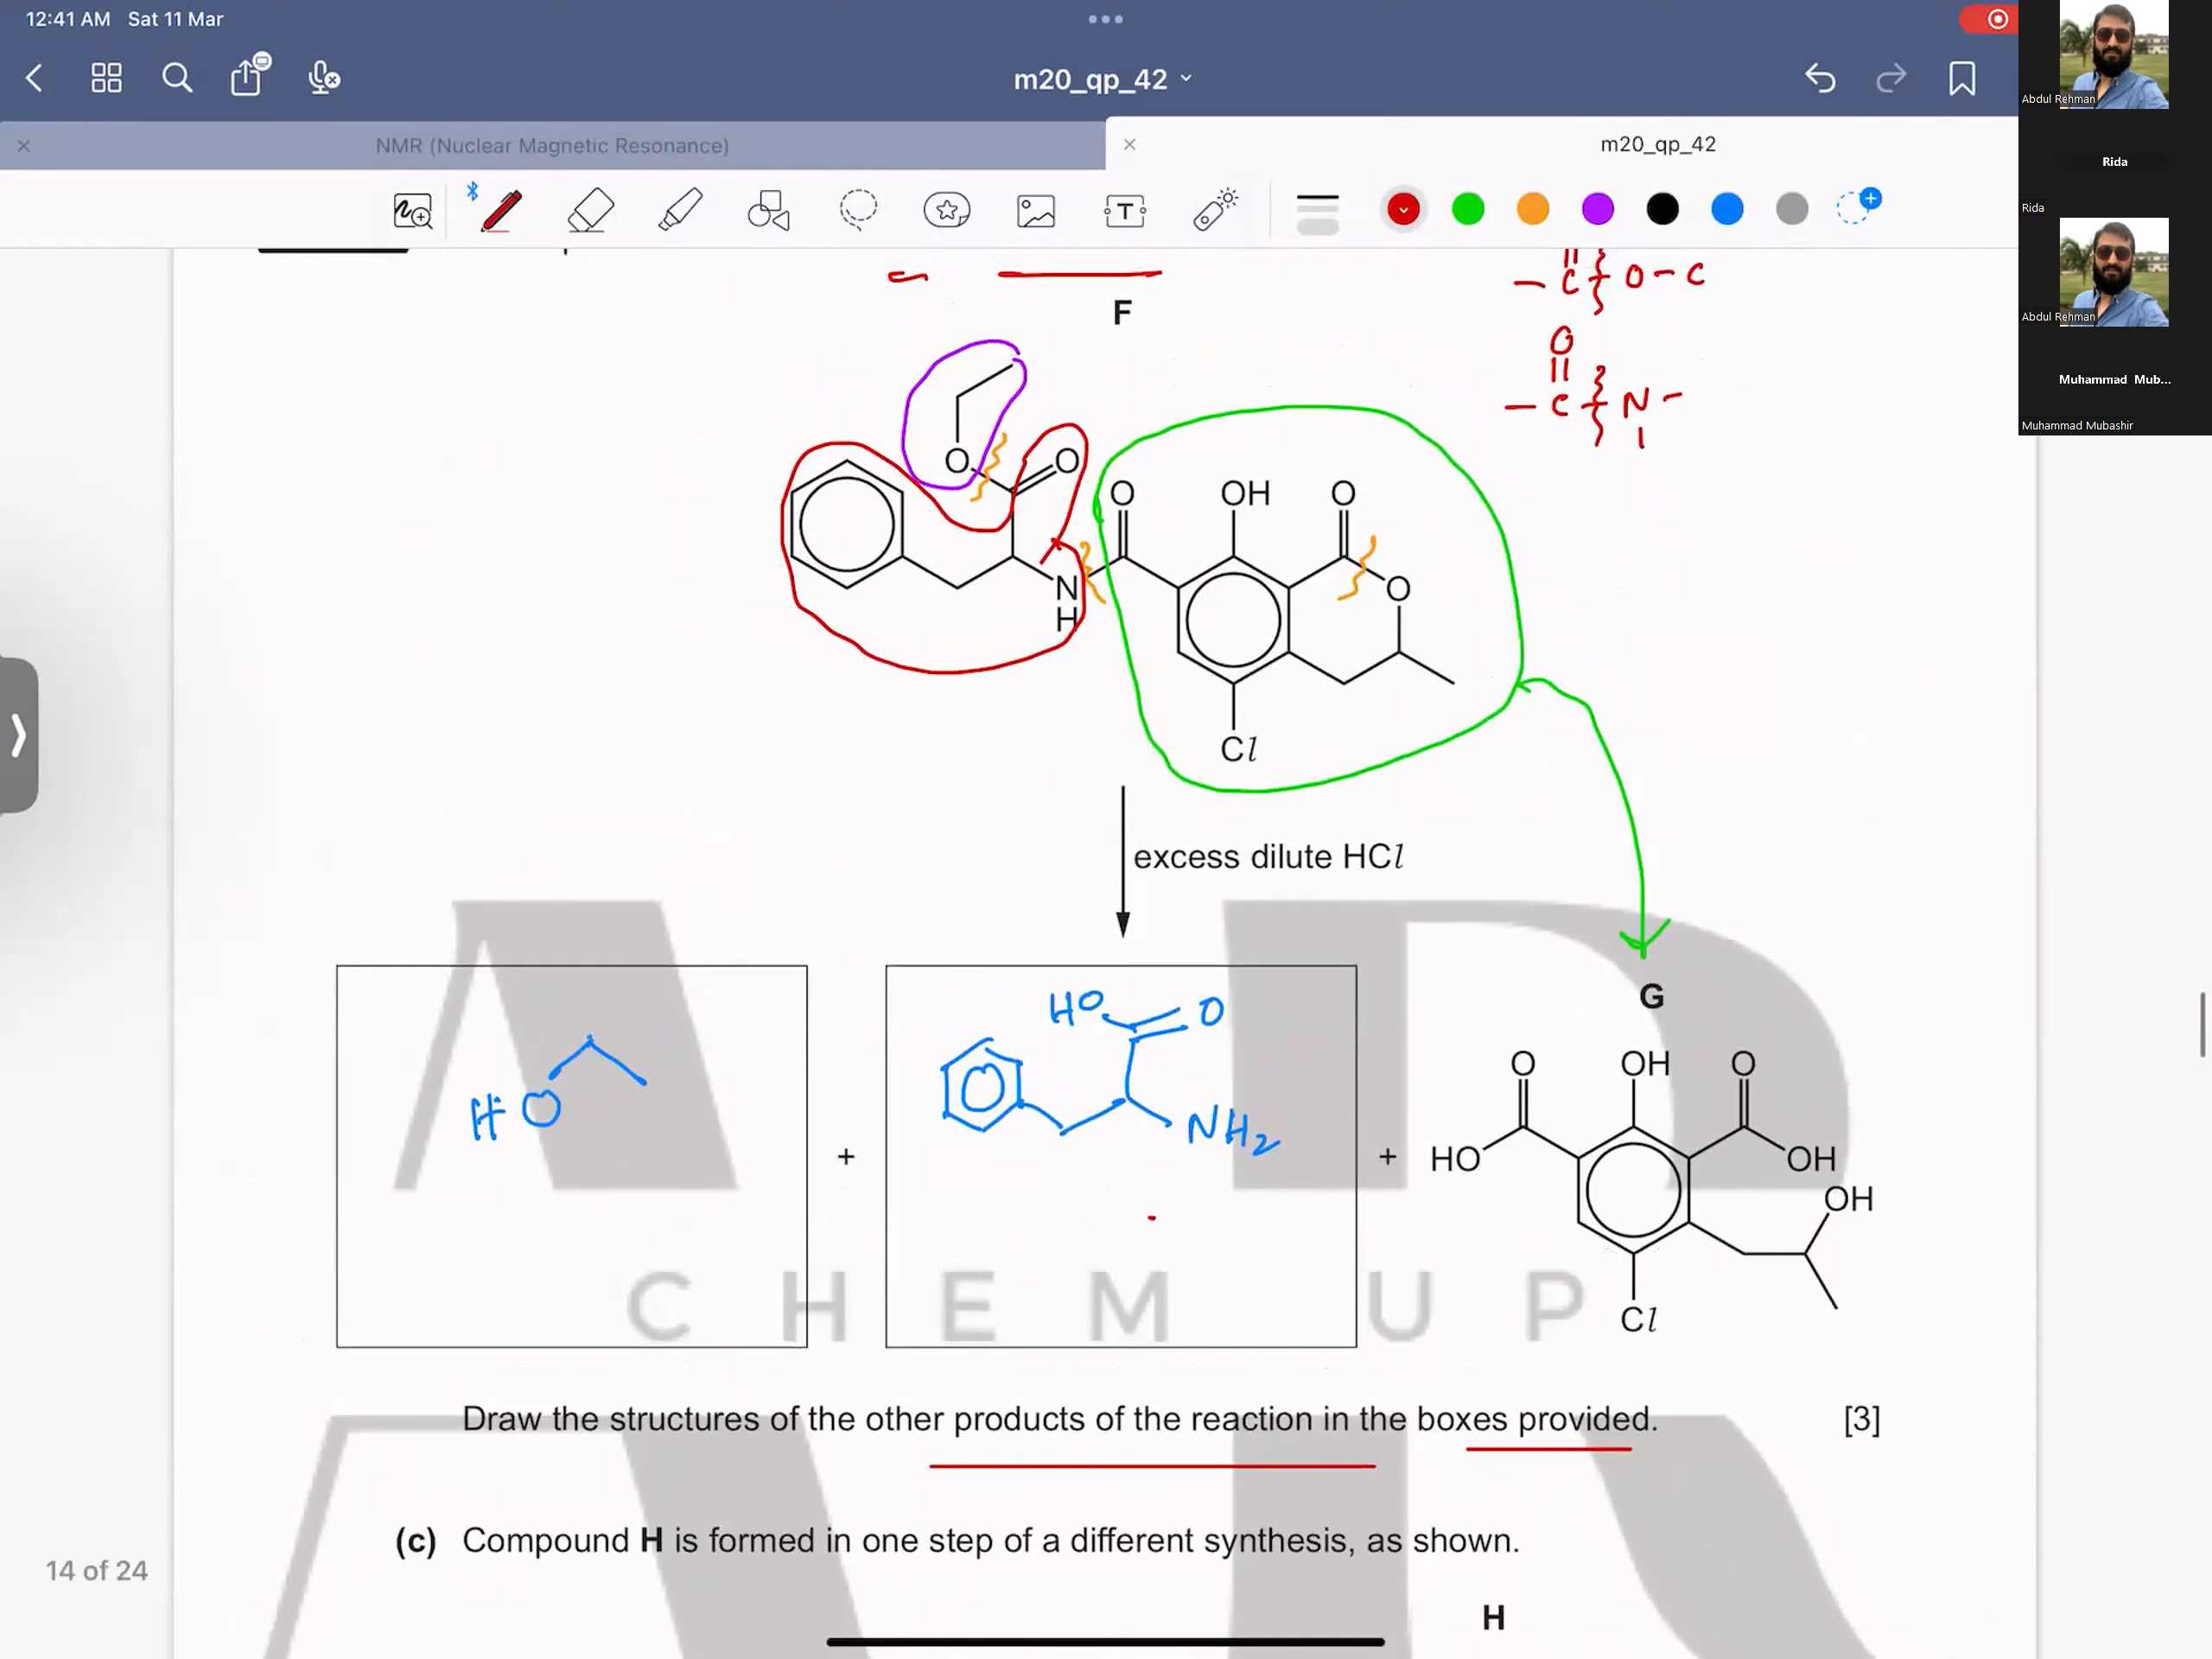 12:41 AM Sat 11 Mar
m20_qp_42
NMR (Nuclear Magnetic Resonance)
m20_qp_42
T
Abdul Rehman
Rida
Rida
Abdul Rehman
Muhammad Mub...
Muhammad Mubashir
F
– C O – C
O
– C N –
O O O OH O
N
H
O
Cl
excess dilute HCl
G
HO O
HO
NH2
+
+
O OH O
HO OH
OH
Cl
CHEM UP
Draw the structures of the other products of the reaction in the boxes provided. [3]
(c) Compound H is formed in one step of a different synthesis, as shown.
14 of 24
H